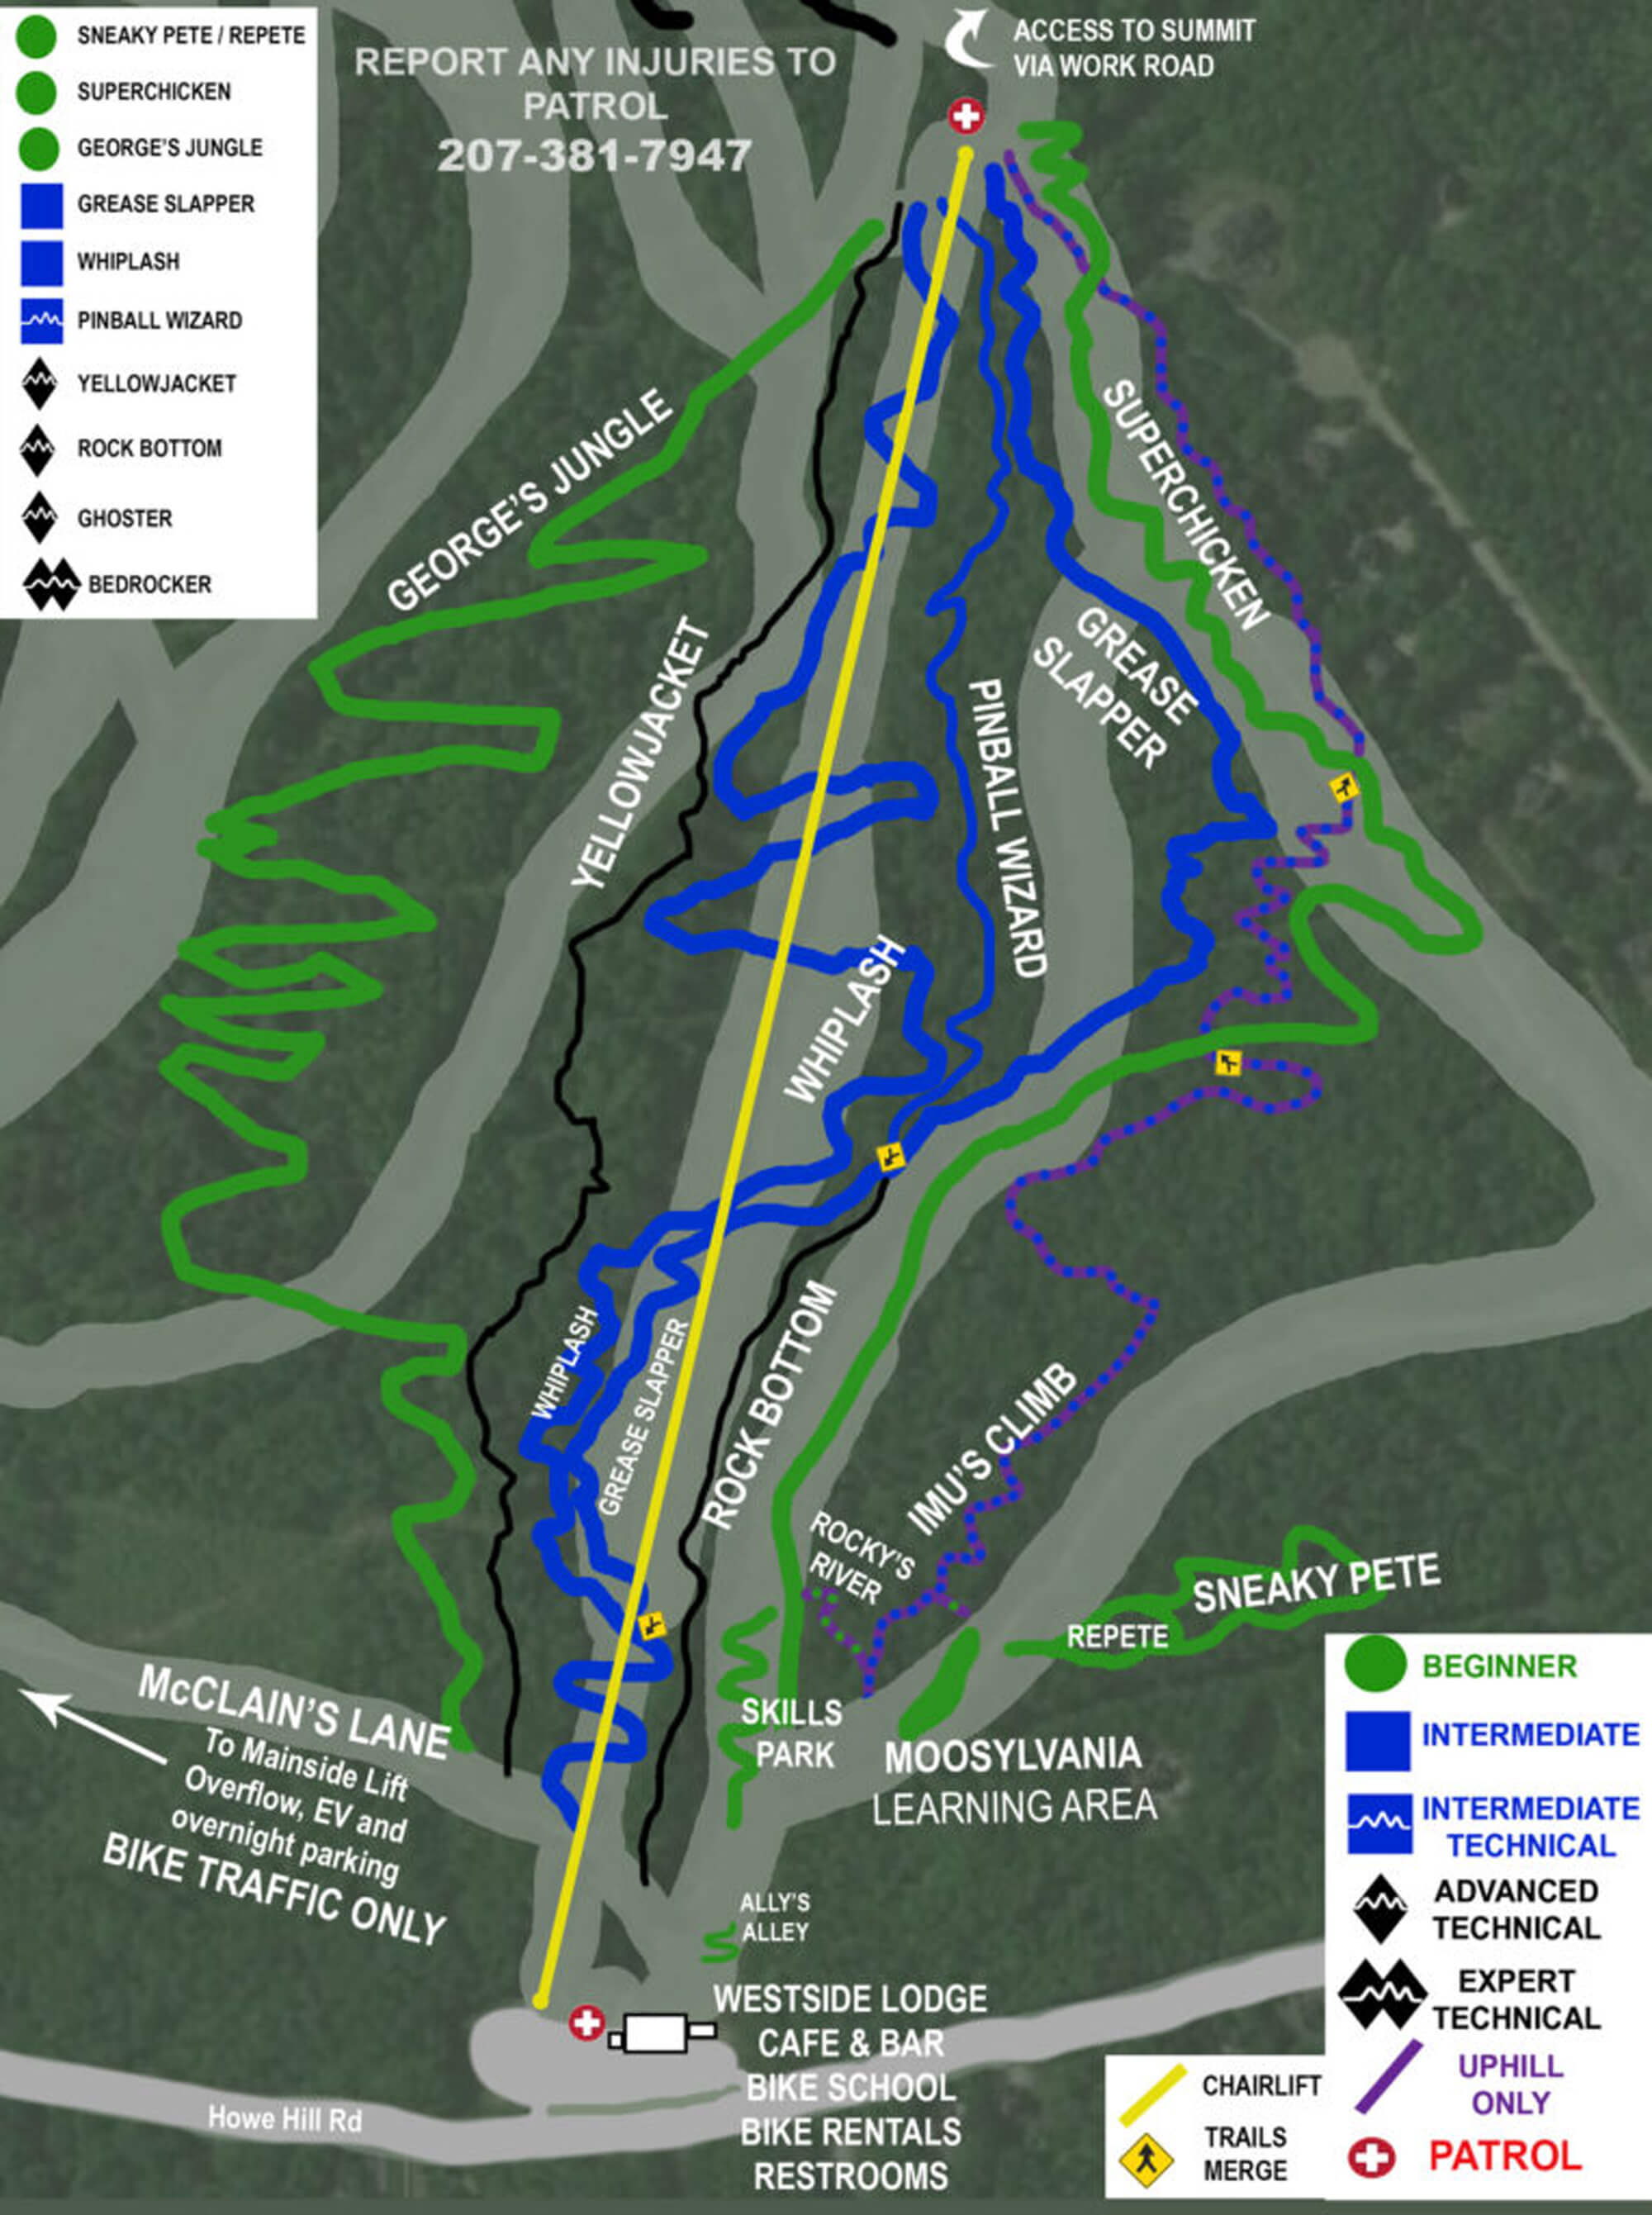 SNEAKY PETE / REPETE
SUPERCHICKEN
GEORGE'S JUNGLE
GREASE SLAPPER
WHIPLASH
PINBALL WIZARD
YELLOWJACKET
ROCK BOTTOM
GHOSTER
BEDROCKER
REPORT ANY INJURIES TO
PATROL
207-381-7947
ACCESS TO SUMMIT
VIA WORK ROAD
GEORGE'S JUNGLE
SUPERCHICKEN
YELLOWJACKET
GREASE
SLAPPER
PINBALL WIZARD
WHIPLASH
WHIPLASH
GREASE SLAPPER
ROCK BOTTOM
IMU'S CLIMB
ROCKY'S
RIVER
SNEAKY PETE
REPETE
McCLAIN'S LANE
To Mainside Lift
Overflow, EV and
overnight parking
BIKE TRAFFIC ONLY
SKILLS
PARK
MOOSYLVANIA
LEARNING AREA
ALLY'S
ALLEY
WESTSIDE LODGE
CAFE & BAR
BIKE SCHOOL
BIKE RENTALS
RESTROOMS
Howe Hill Rd
BEGINNER
INTERMEDIATE
INTERMEDIATE
TECHNICAL
ADVANCED
TECHNICAL
EXPERT
TECHNICAL
UPHILL
ONLY
PATROL
CHAIRLIFT
TRAILS
MERGE